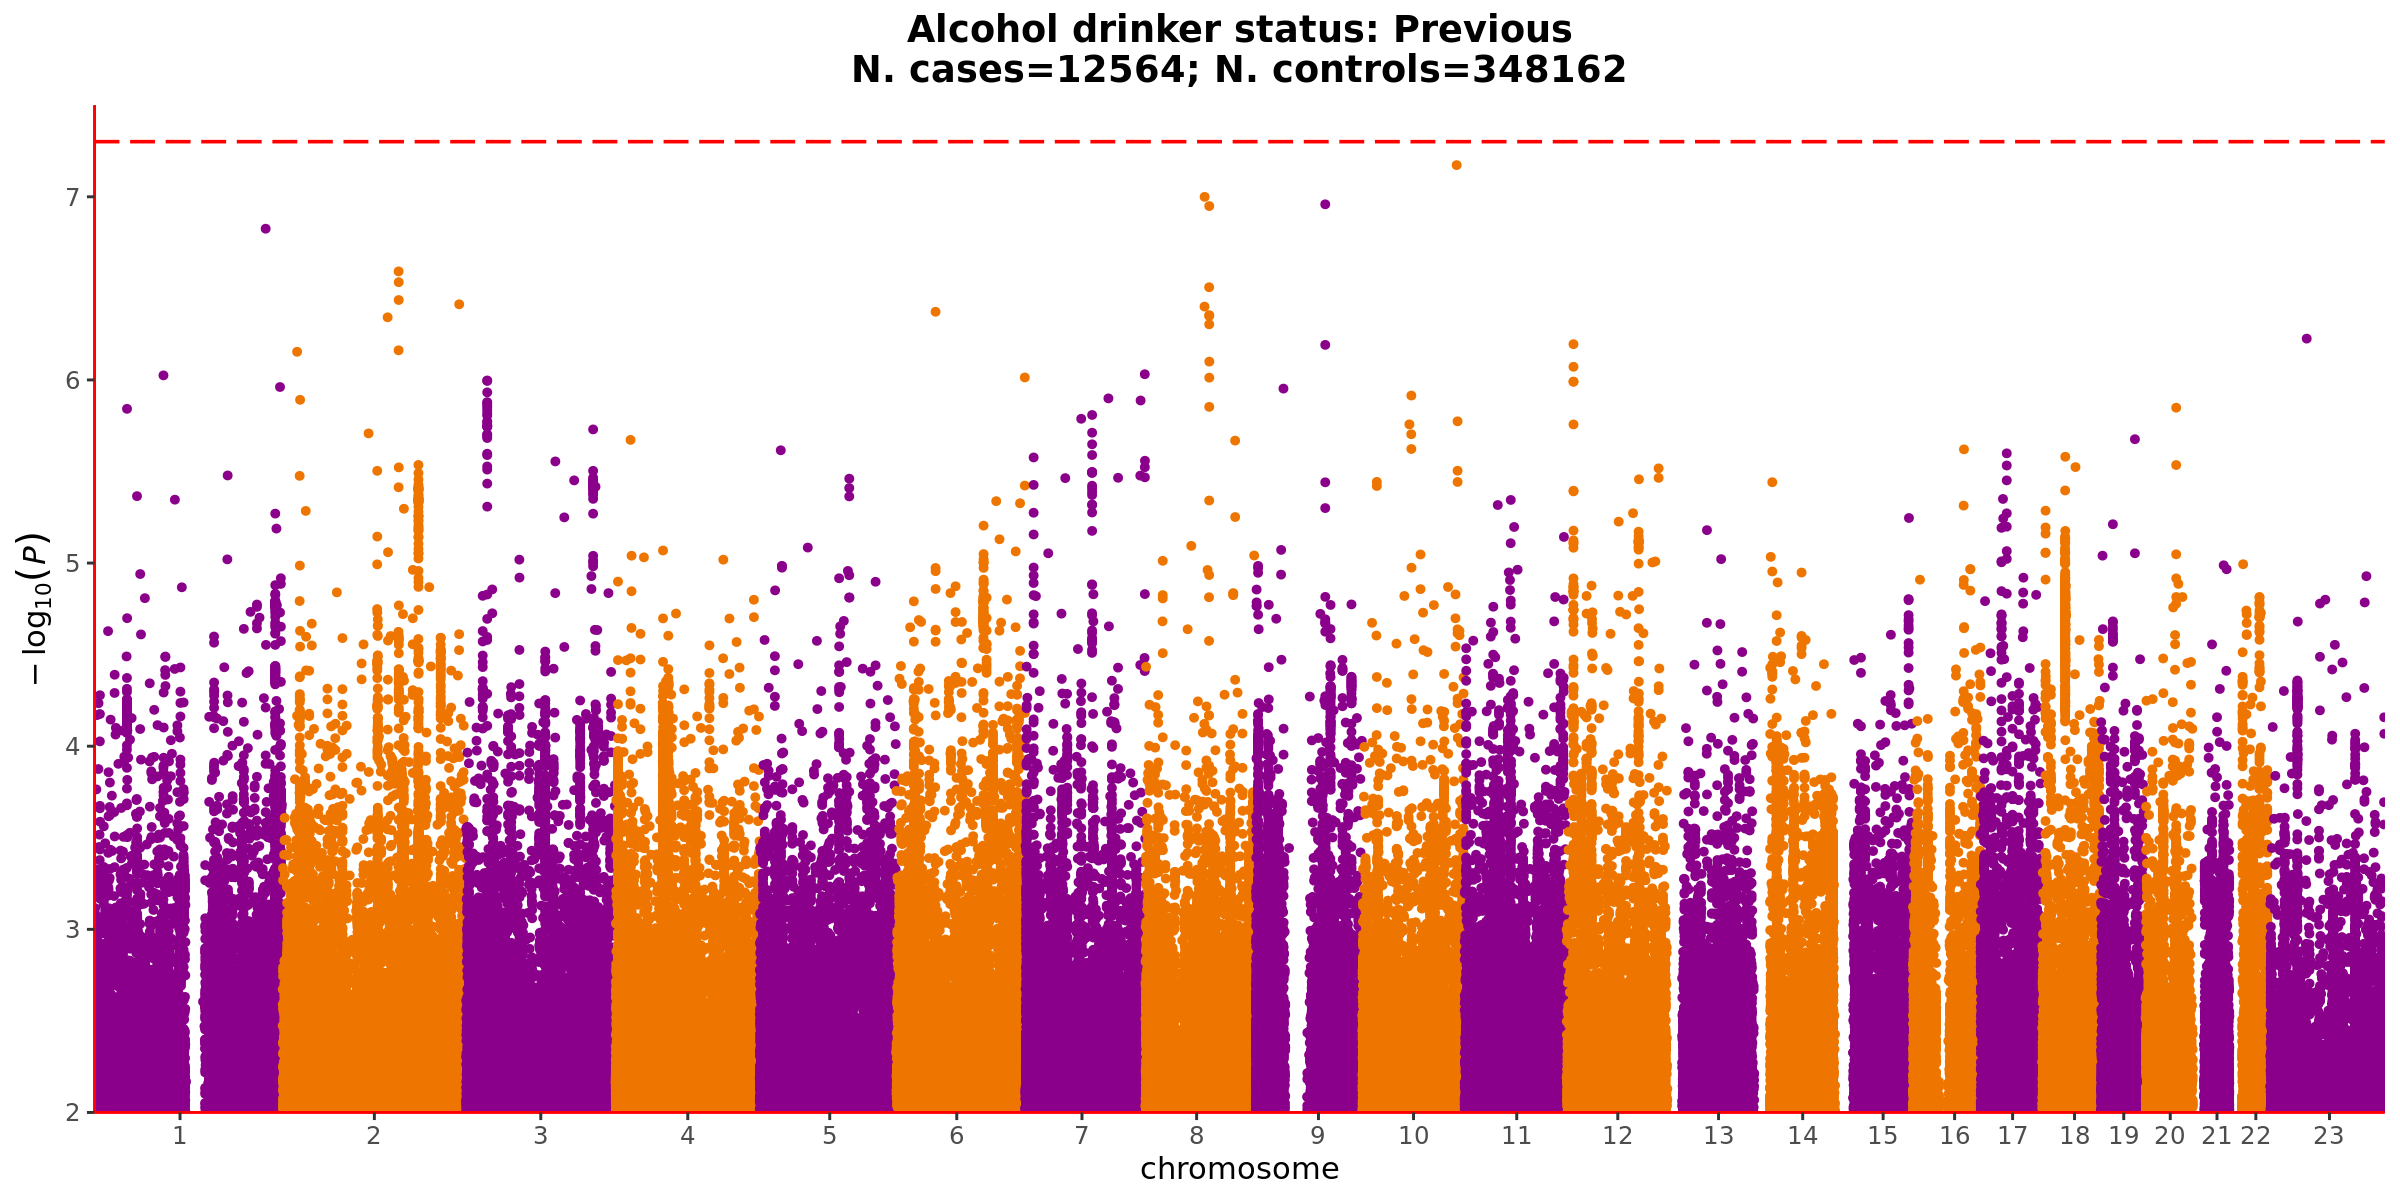 Alcohol drinker status: Previous
N. cases=12564; N. controls=348162
− log10(P)
7
6
5
4
3
2
1 2 3 4 5 6 7 8 9 10 11 12 13 14 15 16 17 18 19 20 21 22 23
chromosome